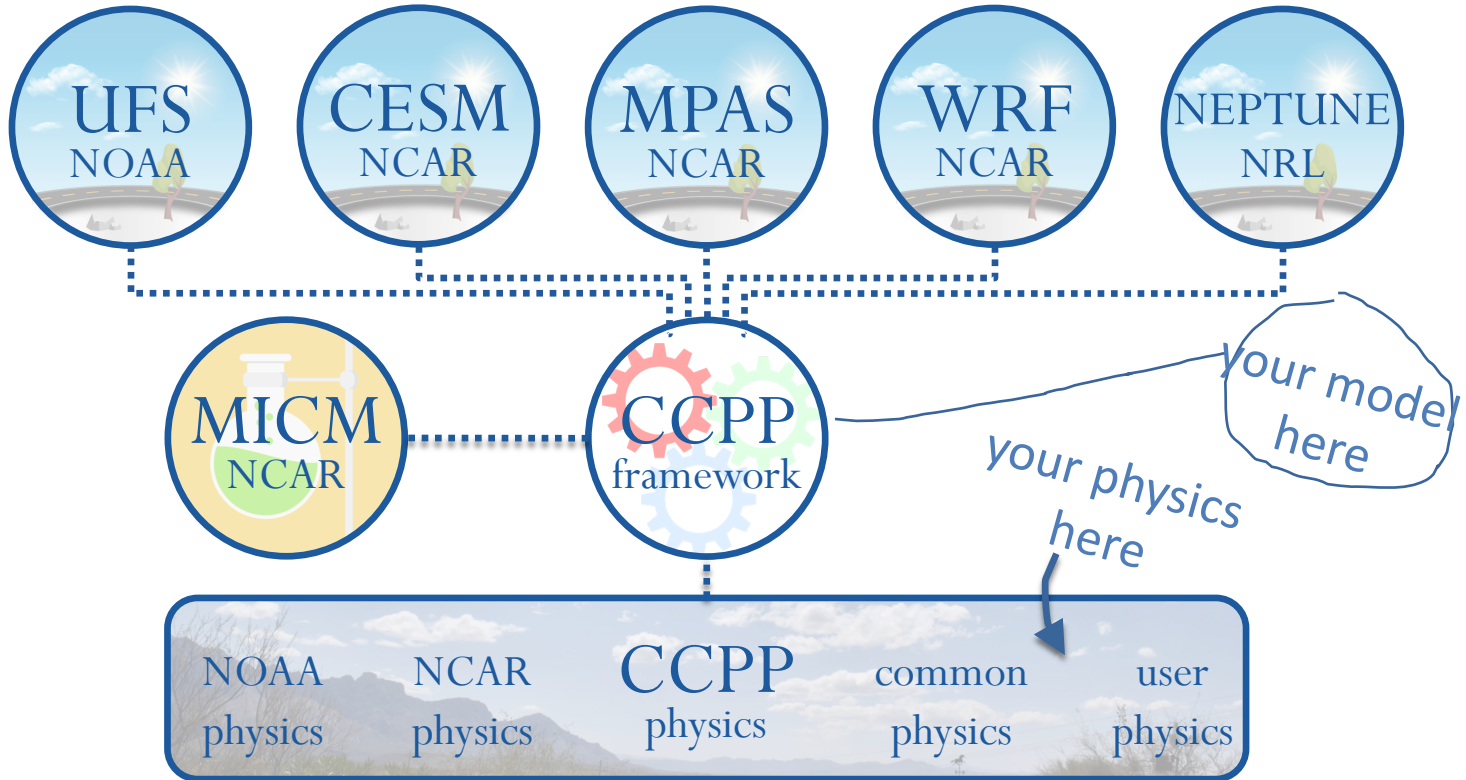 UFS
NOAA
CESM
NCAR
MPAS
NCAR
WRF
NCAR
NEPTUNE
NRL
MICM
NCAR
CCPP
framework
your model
here
your physics
here
NOAA
physics
NCAR
physics
CCPP
physics
common
physics
user
physics